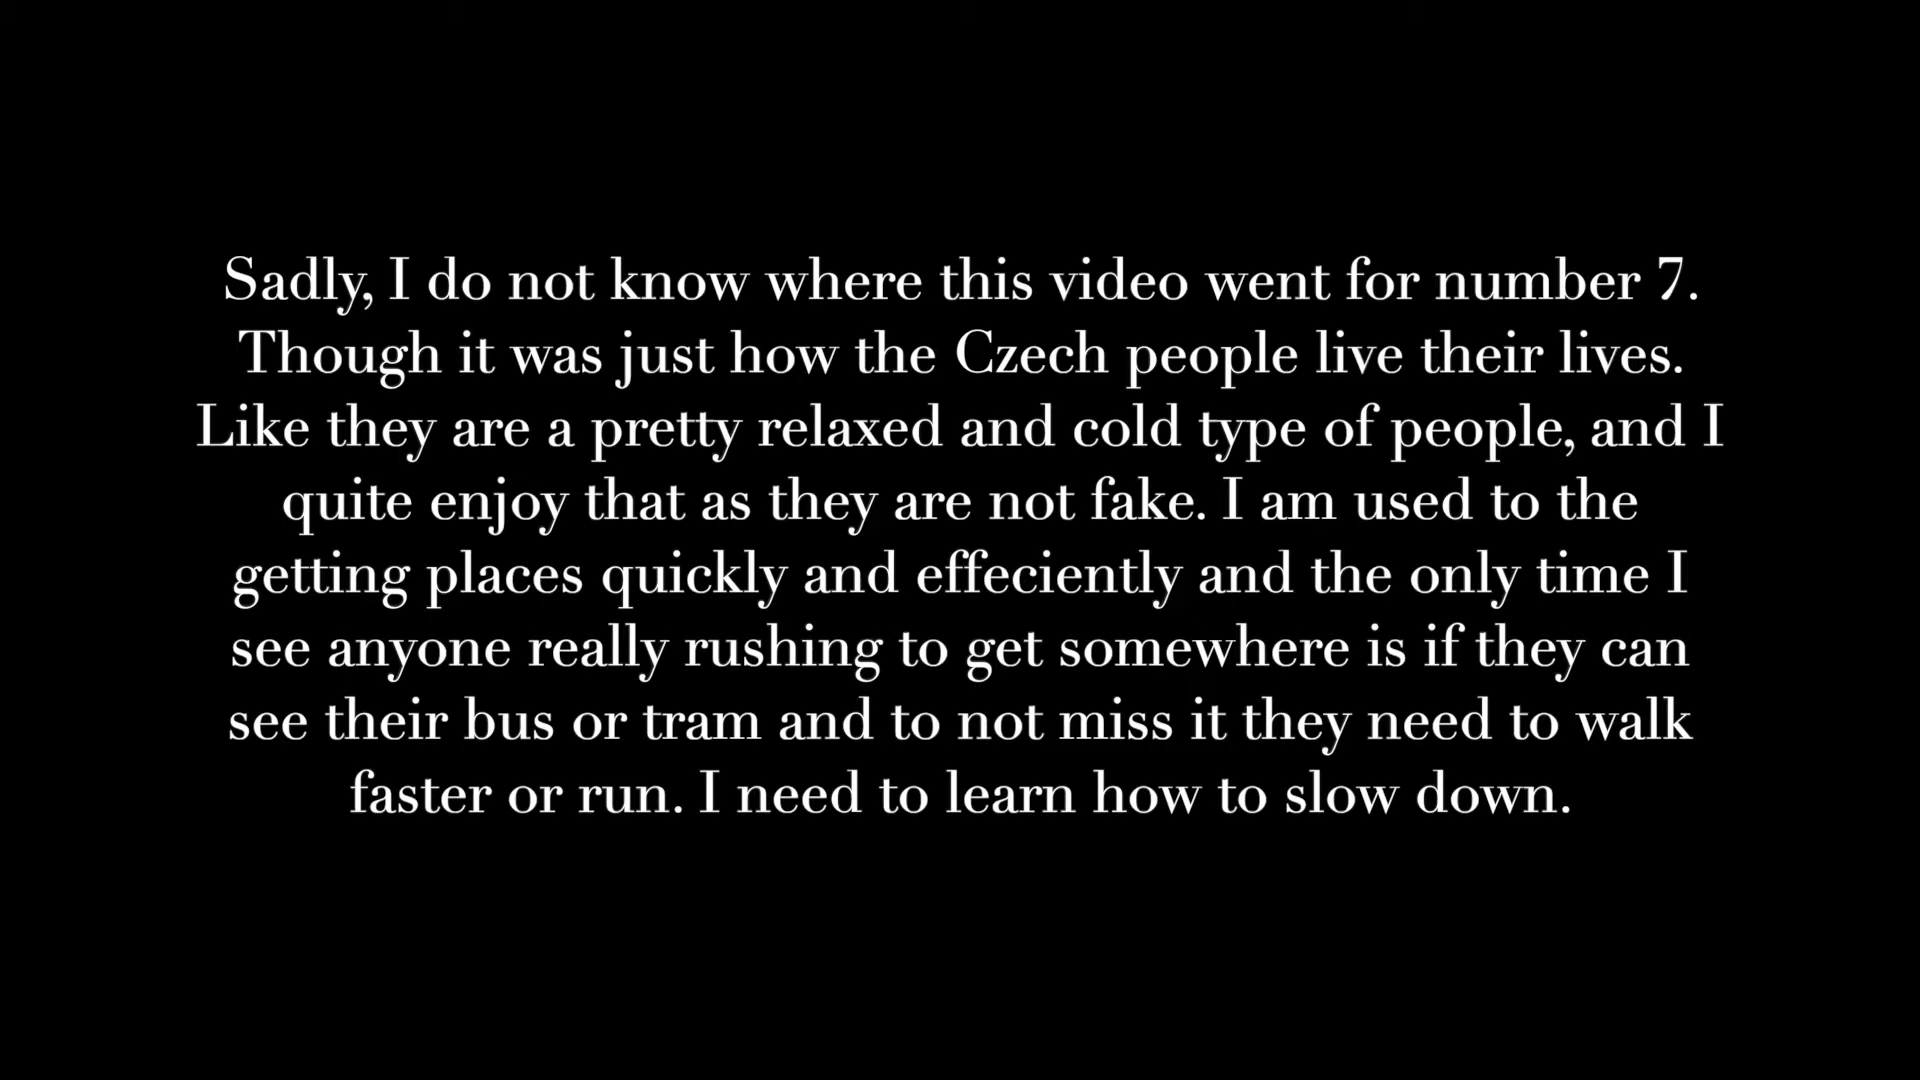 Sadly, I do not know where this video went for number 7.
Though it was just how the Czech people live their lives.
Like they are a pretty relaxed and cold type of people, and I
quite enjoy that as they are not fake. I am used to the
getting places quickly and effeciently and the only time I
see anyone really rushing to get somewhere is if they can
see their bus or tram and to not miss it they need to walk
faster or run. I need to learn how to slow down.